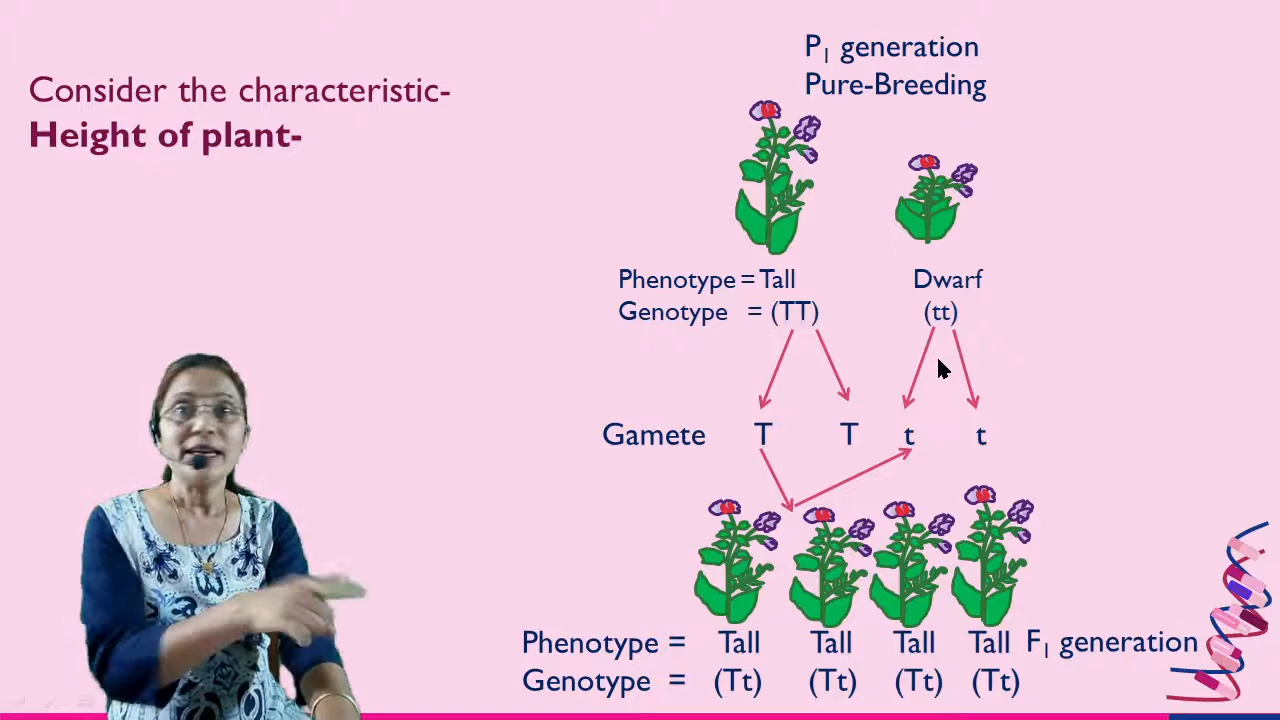 P1 generation
Pure-Breeding
Consider the characteristic-
Height of plant-
Phenotype = Tall Dwarf
Genotype = (TT) (tt)
Gamete T T t t
Phenotype = Tall Tall Tall Tall F1 generation
Genotype = (Tt) (Tt) (Tt) (Tt)